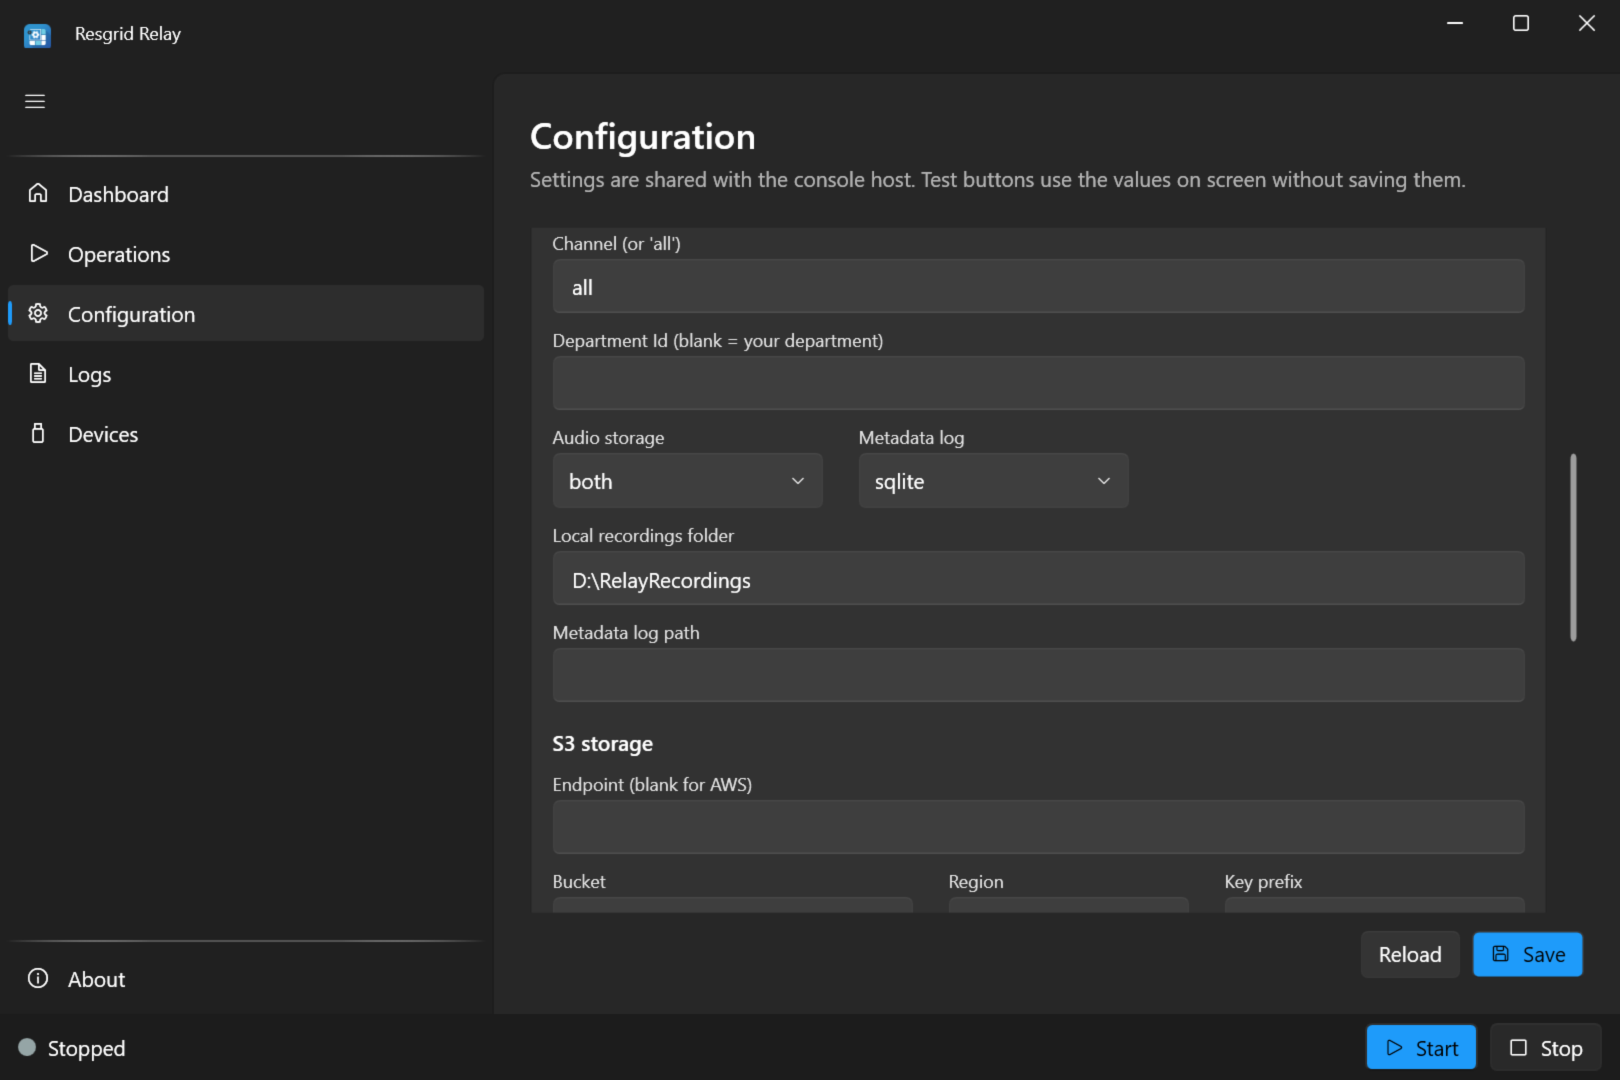 Resgrid Relay
Dashboard
Operations
Configuration
Logs
Devices
About
Configuration
Settings are shared with the console host. Test buttons use the values on screen without saving them.
Channel (or 'all')
all
Department Id (blank = your department)
Audio storage
Metadata log
both
sqlite
Local recordings folder
D:\RelayRecordings
Metadata log path
S3 storage
Endpoint (blank for AWS)
Bucket
Region
Key prefix
Reload
Save
Stopped
Start
Stop